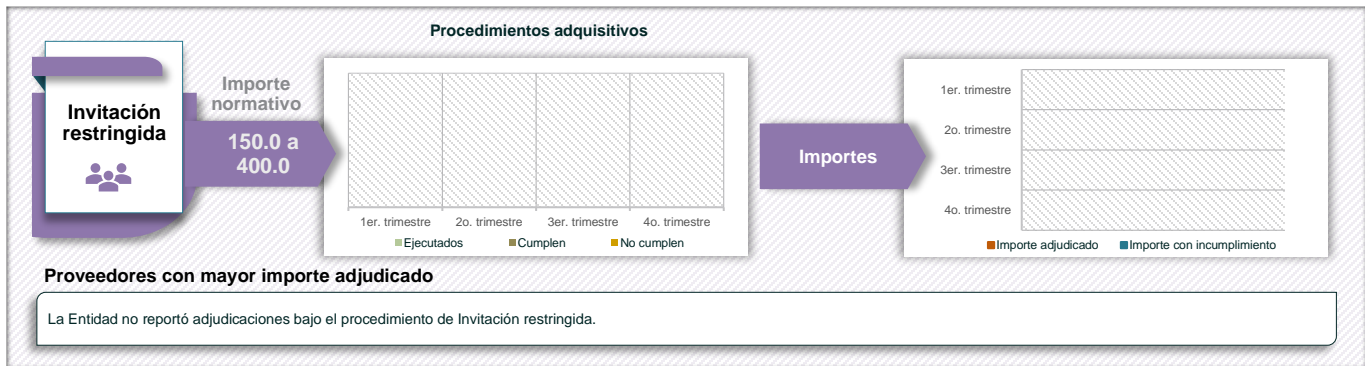 Procedimientos adquisitivos
Invitación
restringida
Importe
normativo
150.0 a
400.0
1er. trimestre
2o. trimestre
3er. trimestre
4o. trimestre
Ejecutados
Cumplen
No cumplen
Importes
1er. trimestre
2o. trimestre
3er. trimestre
4o. trimestre
Importe adjudicado
Importe con incumplimiento
Proveedores con mayor importe adjudicado
La Entidad no reportó adjudicaciones bajo el procedimiento de Invitación restringida.